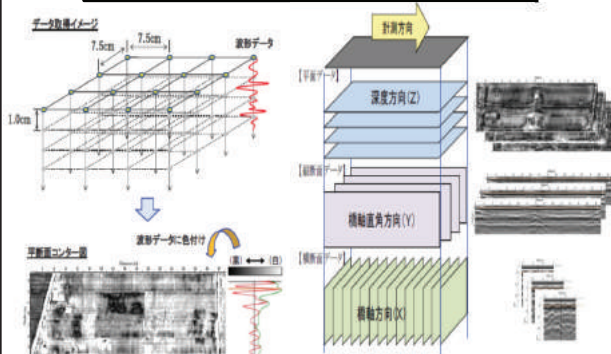 データ取得イメージ
7.5cm
7.5cm
波形データ
1.0cm
波形データに色付け
平断面コンター図
(黒) ⟷ (白)
計測方向
【平面データ】
深度方向(Z)
【縦断面データ】
橋軸直角方向(Y)
【横断面データ】
橋軸方向(X)